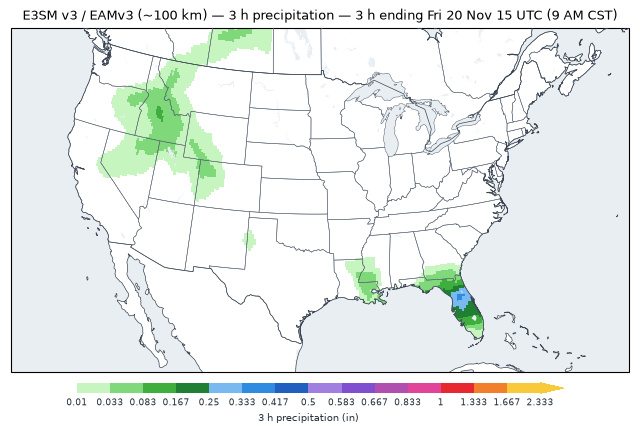 E3SM v3 / EAMv3 (~100 km) — 3 h precipitation — 3 h ending Fri 20 Nov 15 UTC (9 AM CST)
0.01 0.033 0.083 0.167 0.25 0.333 0.417 0.5 0.583 0.667 0.833 1 1.333 1.667 2.333
3 h precipitation (in)